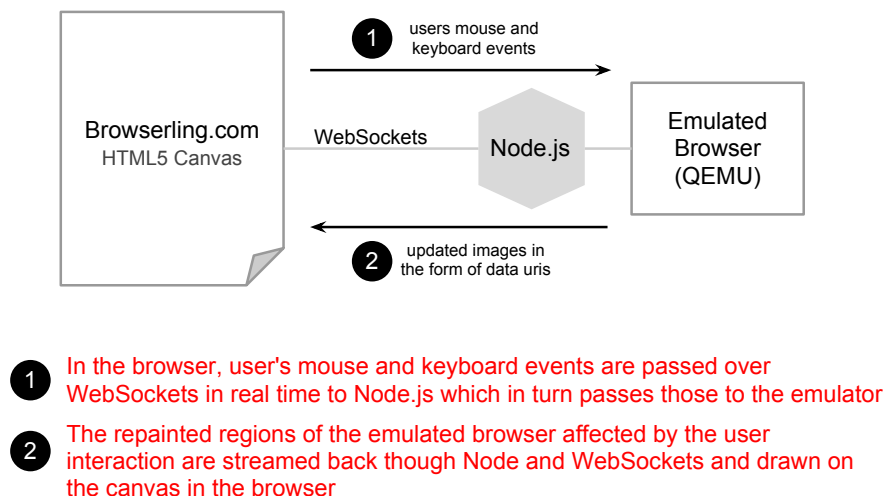 1
users mouse and
keyboard events
Browserling.com
HTML5 Canvas
WebSockets
Node.js
Emulated
Browser
(QEMU)
2
updated images in
the form of data uris
1
In the browser, user's mouse and keyboard events are passed over
WebSockets in real time to Node.js which in turn passes those to the emulator
2
The repainted regions of the emulated browser affected by the user
interaction are streamed back though Node and WebSockets and drawn on
the canvas in the browser